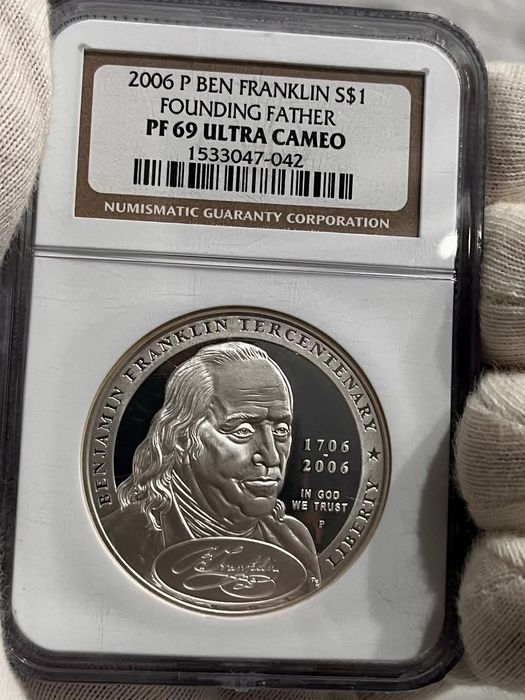 2006 P BEN FRANKLIN S$1
FOUNDING FATHER
PF 69 ULTRA CAMEO
1533047-042
NUMISMATIC GUARANTY CORPORATION
BENJAMIN FRANKLIN TERCENTENARY
1706
-
2006
IN GOD
WE TRUST
P
LIBERTY
B Franklin